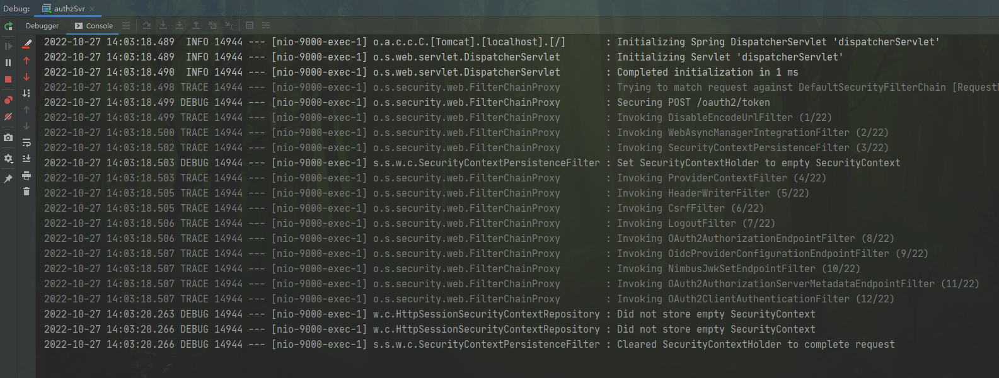 Debug: authzSvr
Debugger Console
2022-10-27 14:03:18.489  INFO 14944 --- [nio-9000-exec-1] o.a.c.c.C.[Tomcat].[localhost].[/]       : Initializing Spring DispatcherServlet 'dispatcherServlet'
2022-10-27 14:03:18.489  INFO 14944 --- [nio-9000-exec-1] o.s.web.servlet.DispatcherServlet        : Initializing Servlet 'dispatcherServlet'
2022-10-27 14:03:18.490  INFO 14944 --- [nio-9000-exec-1] o.s.web.servlet.DispatcherServlet        : Completed initialization in 1 ms
2022-10-27 14:03:18.498 TRACE 14944 --- [nio-9000-exec-1] o.s.security.web.FilterChainProxy        : Trying to match request against DefaultSecurityFilterChain [Request
2022-10-27 14:03:18.499 DEBUG 14944 --- [nio-9000-exec-1] o.s.security.web.FilterChainProxy        : Securing POST /oauth2/token
2022-10-27 14:03:18.499 TRACE 14944 --- [nio-9000-exec-1] o.s.security.web.FilterChainProxy        : Invoking DisableEncodeUrlFilter (1/22)
2022-10-27 14:03:18.500 TRACE 14944 --- [nio-9000-exec-1] o.s.security.web.FilterChainProxy        : Invoking WebAsyncManagerIntegrationFilter (2/22)
2022-10-27 14:03:18.502 TRACE 14944 --- [nio-9000-exec-1] o.s.security.web.FilterChainProxy        : Invoking SecurityContextPersistenceFilter (3/22)
2022-10-27 14:03:18.503 DEBUG 14944 --- [nio-9000-exec-1] s.s.w.c.SecurityContextPersistenceFilter : Set SecurityContextHolder to empty SecurityContext
2022-10-27 14:03:18.503 TRACE 14944 --- [nio-9000-exec-1] o.s.security.web.FilterChainProxy        : Invoking ProviderContextFilter (4/22)
2022-10-27 14:03:18.505 TRACE 14944 --- [nio-9000-exec-1] o.s.security.web.FilterChainProxy        : Invoking HeaderWriterFilter (5/22)
2022-10-27 14:03:18.505 TRACE 14944 --- [nio-9000-exec-1] o.s.security.web.FilterChainProxy        : Invoking CsrfFilter (6/22)
2022-10-27 14:03:18.506 TRACE 14944 --- [nio-9000-exec-1] o.s.security.web.FilterChainProxy        : Invoking LogoutFilter (7/22)
2022-10-27 14:03:18.506 TRACE 14944 --- [nio-9000-exec-1] o.s.security.web.FilterChainProxy        : Invoking OAuth2AuthorizationEndpointFilter (8/22)
2022-10-27 14:03:18.507 TRACE 14944 --- [nio-9000-exec-1] o.s.security.web.FilterChainProxy        : Invoking OidcProviderConfigurationEndpointFilter (9/22)
2022-10-27 14:03:18.507 TRACE 14944 --- [nio-9000-exec-1] o.s.security.web.FilterChainProxy        : Invoking NimbusJwkSetEndpointFilter (10/22)
2022-10-27 14:03:18.507 TRACE 14944 --- [nio-9000-exec-1] o.s.security.web.FilterChainProxy        : Invoking OAuth2AuthorizationServerMetadataEndpointFilter (11/22)
2022-10-27 14:03:18.507 TRACE 14944 --- [nio-9000-exec-1] o.s.security.web.FilterChainProxy        : Invoking OAuth2ClientAuthenticationFilter (12/22)
2022-10-27 14:03:20.263 DEBUG 14944 --- [nio-9000-exec-1] w.c.HttpSessionSecurityContextRepository : Did not store empty SecurityContext
2022-10-27 14:03:20.266 DEBUG 14944 --- [nio-9000-exec-1] w.c.HttpSessionSecurityContextRepository : Did not store empty SecurityContext
2022-10-27 14:03:20.266 DEBUG 14944 --- [nio-9000-exec-1] s.s.w.c.SecurityContextPersistenceFilter : Cleared SecurityContextHolder to complete request